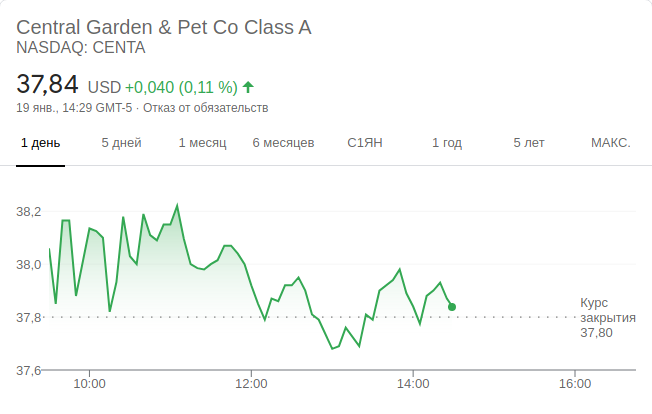 Central Garden & Pet Co Class A
NASDAQ: CENTA
37,84 USD +0,040 (0,11 %)
19 янв., 14:29 GMT-5 · Отказ от обязательств
1 день 5 дней 1 месяц 6 месяцев С1ЯН 1 год 5 лет МАКС.
38,2
38,0
Курс
закрытия
37,8
37,80
37,6
10:00 12:00 14:00 16:00